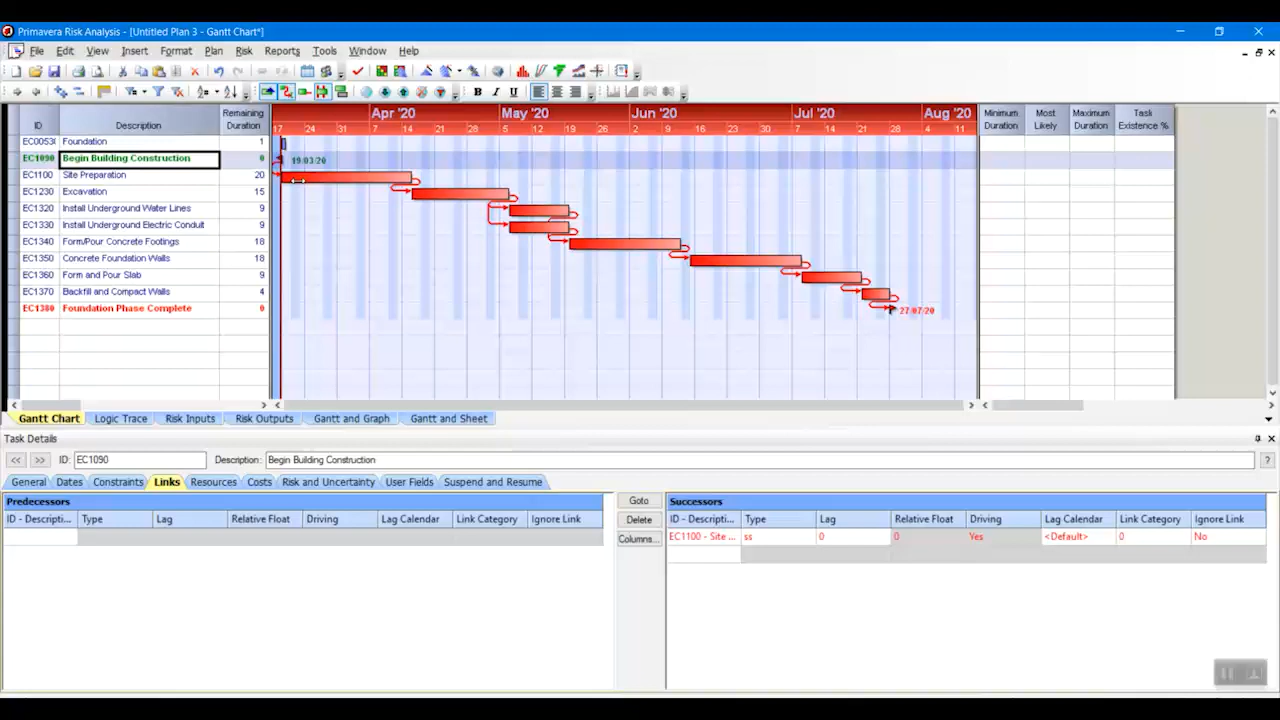 Primavera Risk Analysis - [Untitled Plan 3 - Gantt Chart*]
File Edit View Insert Format Plan Risk Reports Tools Window Help
B I U
ID Description Remaining Duration
Apr '20 May '20 Jun '20 Jul '20 Aug '20
17 24 31 7 14 21 28 5 12 19 26 2 9 16 23 30 7 14 21 28 4 11
Minimum Duration Most Likely Maximum Duration Task Existence %
Foundation 1
EC1090 Begin Building Construction 0 19:03:20
EC1100 Site Preparation 20
EC1230 Excavation 15
EC1320 Install Underground Water Lines 9
EC1330 Install Underground Electric Conduit 9
EC1340 Form/Pour Concrete Footings 18
EC1350 Concrete Foundation Walls 18
EC1360 Form and Pour Slab 9
EC1370 Backfill and Compact Walls 4
EC1380 Foundation Phase Complete 0 27:07:20
Gantt Chart Logic Trace Risk Inputs Risk Outputs Gantt and Graph Gantt and Sheet
Task Details
<< >> ID: EC1090 Description: Begin Building Construction ?
General Dates Constraints Links Resources Costs Risk and Uncertainty User Fields Suspend and Resume
Predecessors Goto Successors
ID - Descripti... Type Lag Relative Float Driving Lag Calendar Link Category Ignore Link Delete ID - Descripti... Type Lag Relative Float Driving Lag Calendar Link Category Ignore Link
Columns... EC1100 - Site ... ss 0 0 Yes <Default> 0 No